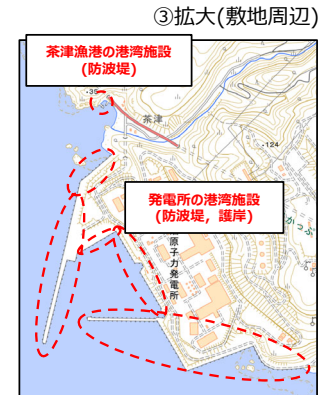 ③拡大(敷地周辺)
茶津漁港の港湾施設
(防波堤)
・35
茶津
・124
発電所の港湾施設
(防波堤，護岸)
原子力発電所